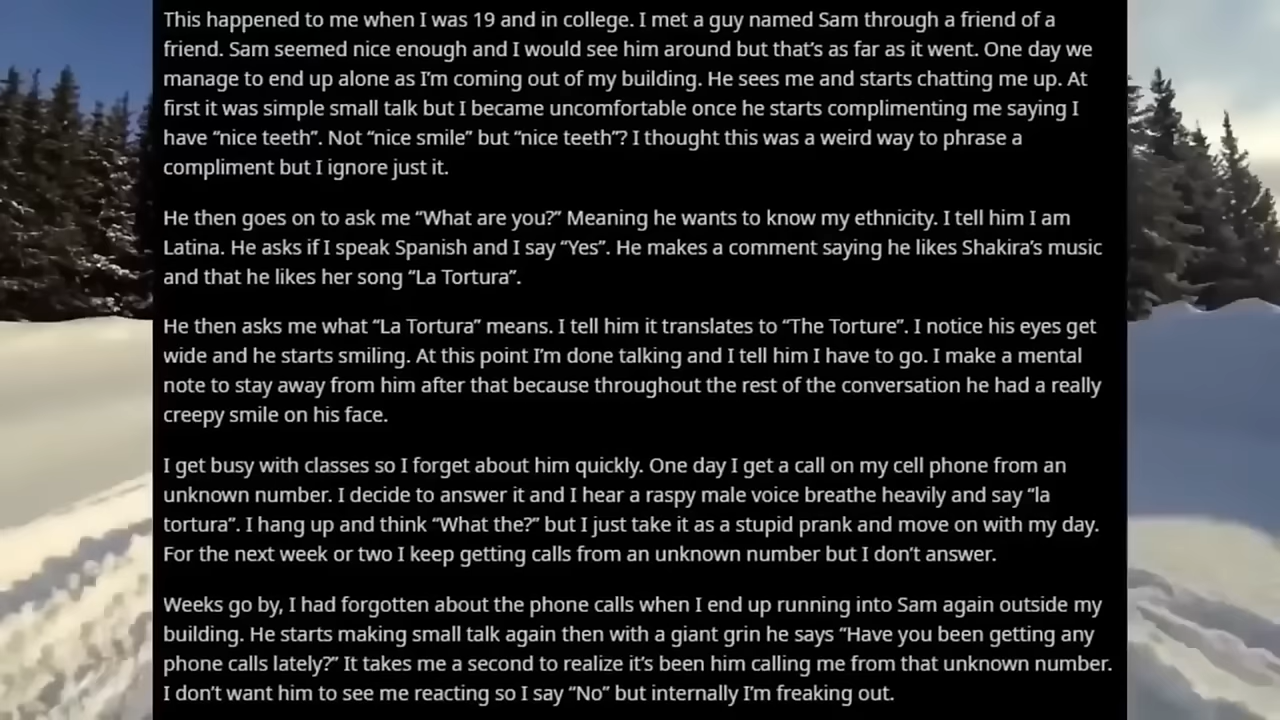 This happened to me when I was 19 and in college. I met a guy named Sam through a friend of a
friend. Sam seemed nice enough and I would see him around but that's as far as it went. One day we
manage to end up alone as I'm coming out of my building. He sees me and starts chatting me up. At
first it was simple small talk but I became uncomfortable once he starts complimenting me saying I
have “nice teeth”. Not “nice smile” but “nice teeth”? I thought this was a weird way to phrase a
compliment but I ignore just it.
He then goes on to ask me “What are you?” Meaning he wants to know my ethnicity. I tell him I am
Latina. He asks if I speak Spanish and I say “Yes”. He makes a comment saying he likes Shakira’s music
and that he likes her song “La Tortura”.
He then asks me what “La Tortura” means. I tell him it translates to “The Torture”. I notice his eyes get
wide and he starts smiling. At this point I’m done talking and I tell him I have to go. I make a mental
note to stay away from him after that because throughout the rest of the conversation he had a really
creepy smile on his face.
I get busy with classes so I forget about him quickly. One day I get a call on my cell phone from an
unknown number. I decide to answer it and I hear a raspy male voice breathe heavily and say “la
tortura”. I hang up and think “What the?” but I just take it as a stupid prank and move on with my day.
For the next week or two I keep getting calls from an unknown number but I don’t answer.
Weeks go by, I had forgotten about the phone calls when I end up running into Sam again outside my
building. He starts making small talk again then with a giant grin he says “Have you been getting any
phone calls lately?” It takes me a second to realize it’s been him calling me from that unknown number.
I don’t want him to see me reacting so I say “No” but internally I’m freaking out.